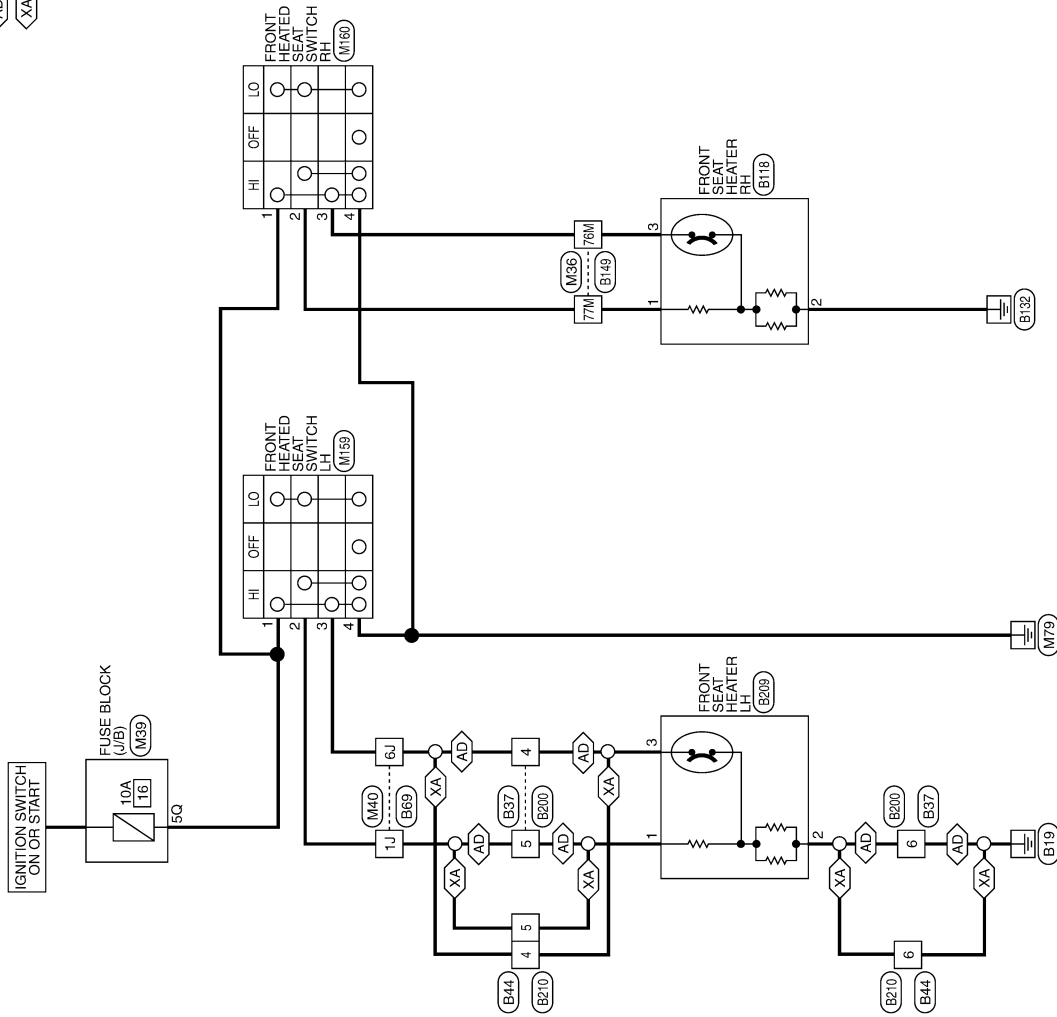 AD
XA
IGNITION SWITCH
ON OR START
FUSE BLOCK
(J/B)
M39
10A
16
5Q
FRONT
HEATED
SEAT
SWITCH
RH
M160
HI
OFF
LO
1
2
3
4
FRONT
HEATED
SEAT
SWITCH
LH
M159
HI
OFF
LO
1
2
3
4
M40
B69
1J
6J
AD
XA
AD
XA
B37
B200
5
4
AD
XA
AD
XA
5
4
B44
B210
FRONT
SEAT
HEATER
LH
B209
1
3
2
XA
AD
B200
B37
6
AD
XA
6
B210
B44
B19
M79
M36
B149
77M
76M
FRONT
SEAT
HEATER
RH
B118
1
3
2
B132